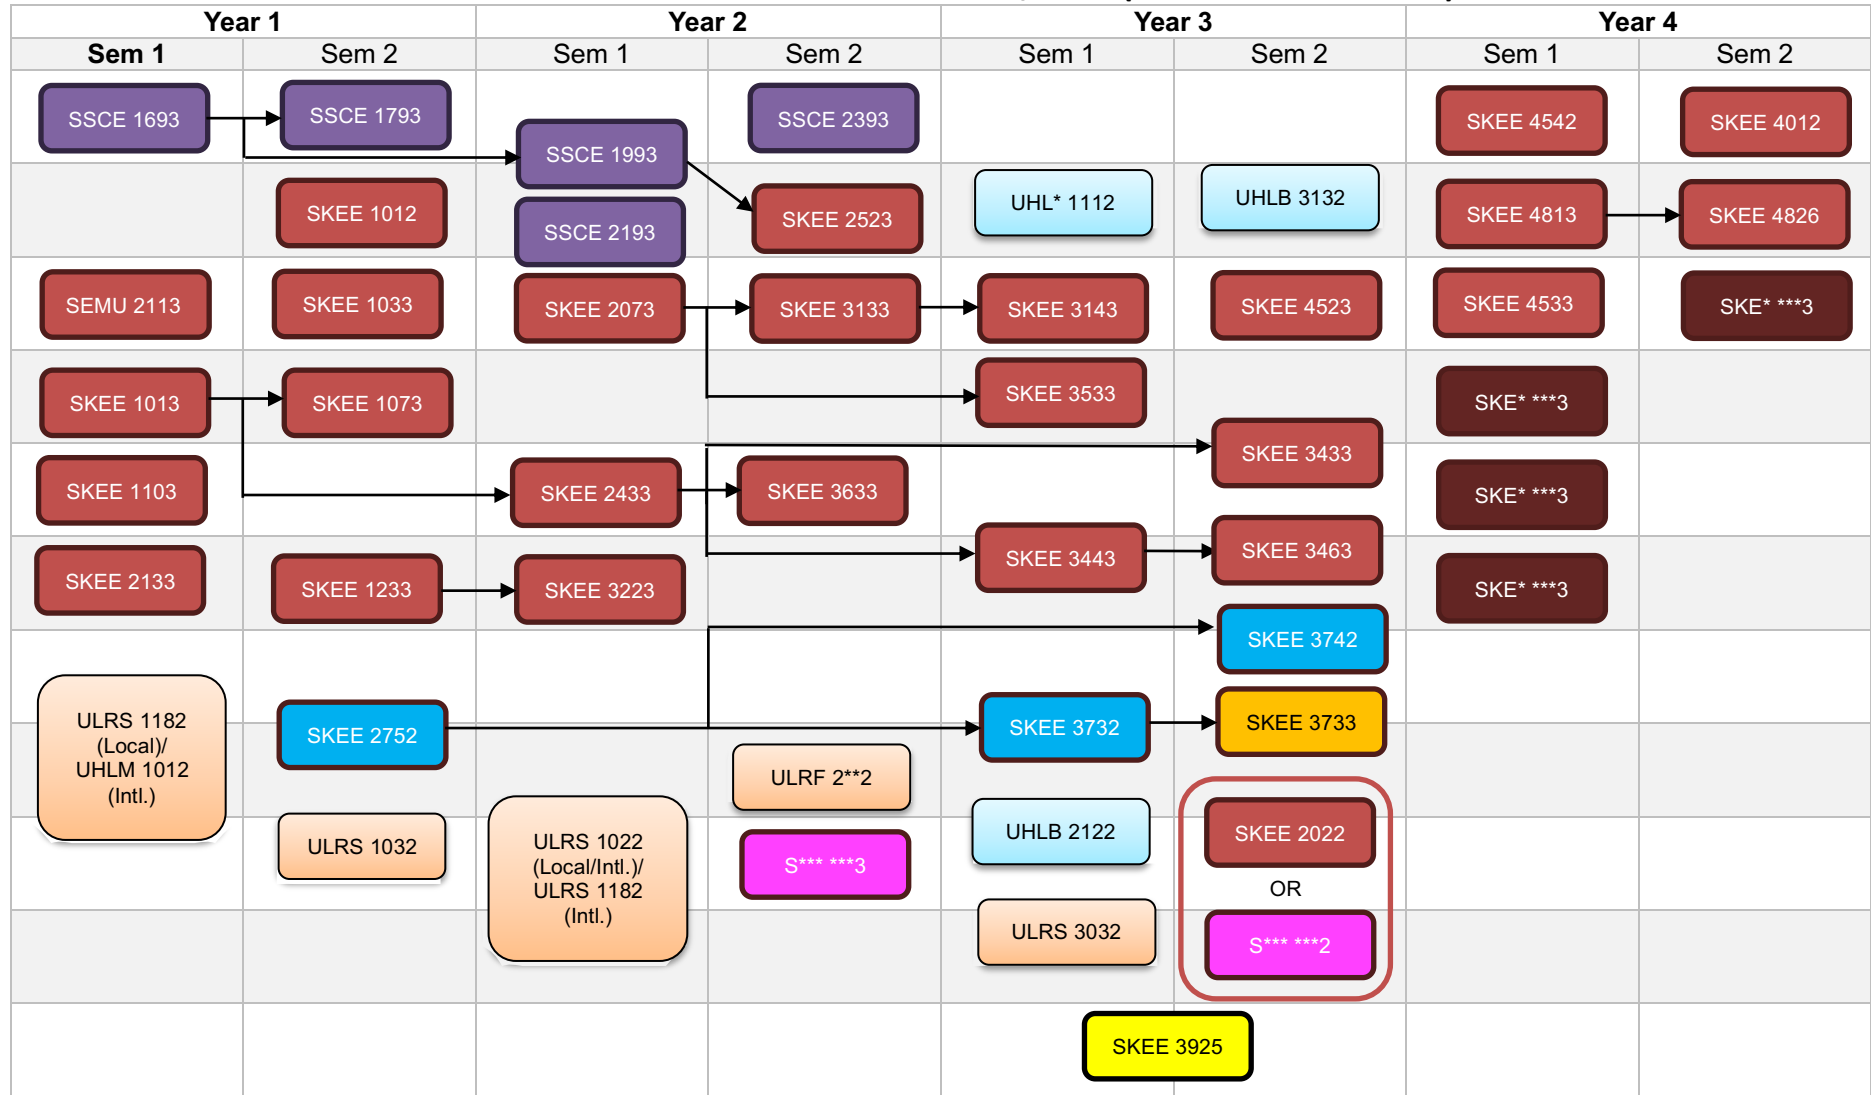 Year 1
Year 2
Year 3
Year 4
Sem 1
Sem 2
Sem 1
Sem 2
Sem 1
Sem 2
Sem 1
Sem 2
SSCE 1693
SEMU 2113
SKEE 1013
SKEE 1103
SKEE 2133
ULRS 1182
(Local)/
UHLM 1012
(Intl.)
SSCE 1793
SKEE 1012
SKEE 1033
SKEE 1073
SKEE 1233
SKEE 2752
ULRS 1032
SSCE 1993
SSCE 2193
SKEE 2073
SKEE 2433
SKEE 3223
ULRS 1022
(Local/Intl.)/
ULRS 1182
(Intl.)
SSCE 2393
SKEE 2523
SKEE 3133
SKEE 3633
ULRF 2**2
S*** ***3
UHL* 1112
SKEE 3143
SKEE 3533
SKEE 3443
SKEE 3732
UHLB 2122
ULRS 3032
UHLB 3132
SKEE 4523
SKEE 3433
SKEE 3463
SKEE 3742
SKEE 3733
SKEE 2022
OR
S*** ***2
SKEE 3925
SKEE 4542
SKEE 4813
SKEE 4533
SKE* ***3
SKE* ***3
SKE* ***3
SKEE 4012
SKEE 4826
SKE* ***3